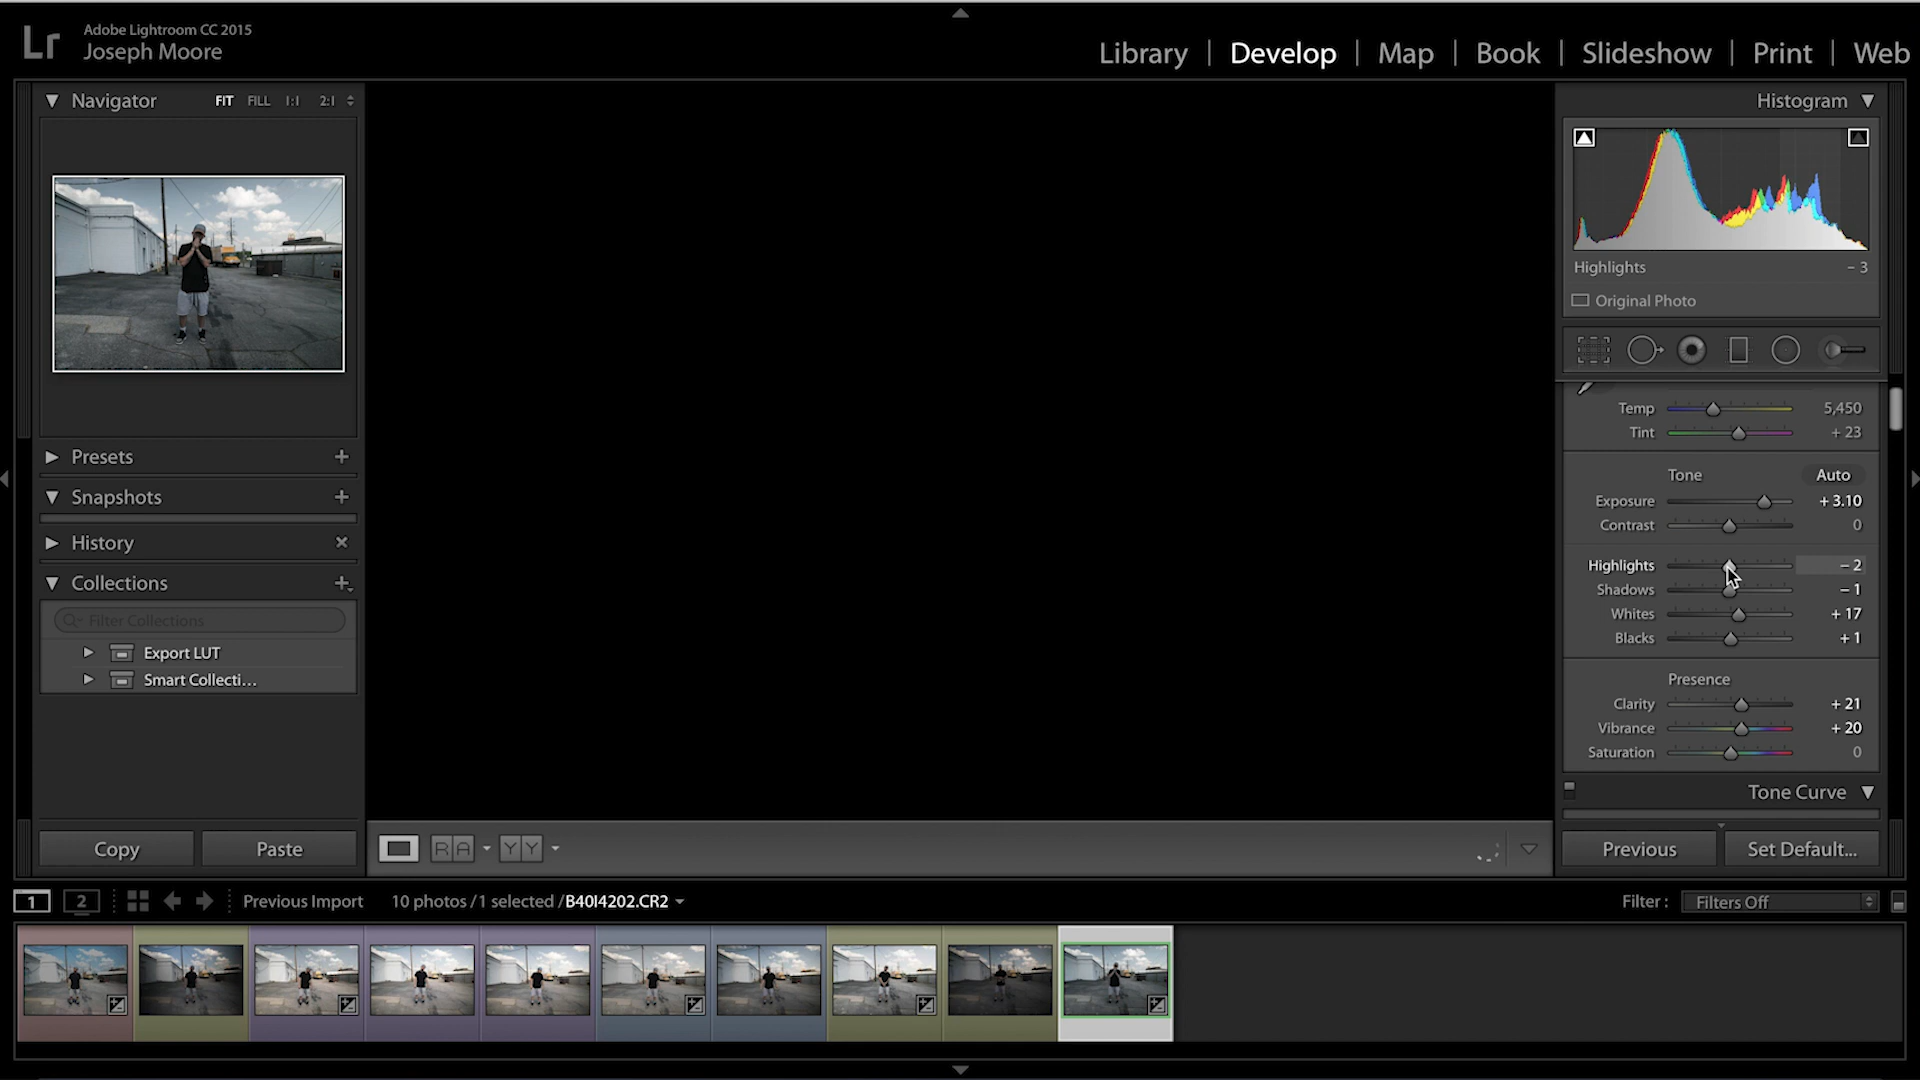 Lr
Adobe Lightroom CC 2015
Joseph Moore
Library | Develop | Map | Book | Slideshow | Print | Web
Navigator FIT FILL 1:1 2:1
Histogram
Highlights – 3
Original Photo
Temp 5,450
Tint + 23
Tone Auto
Exposure + 3.10
Contrast 0
Highlights – 2
Shadows – 1
Whites + 17
Blacks + 1
Presence
Clarity + 21
Vibrance + 20
Saturation 0
Tone Curve
Previous Set Default...
Presets +
Snapshots +
History ×
Collections +
Filter Collections
Export LUT
Smart Collecti...
Copy Paste
R A Y Y
1 2 Previous Import 10 photos / 1 selected / B40I4202.CR2
Filter : Filters Off